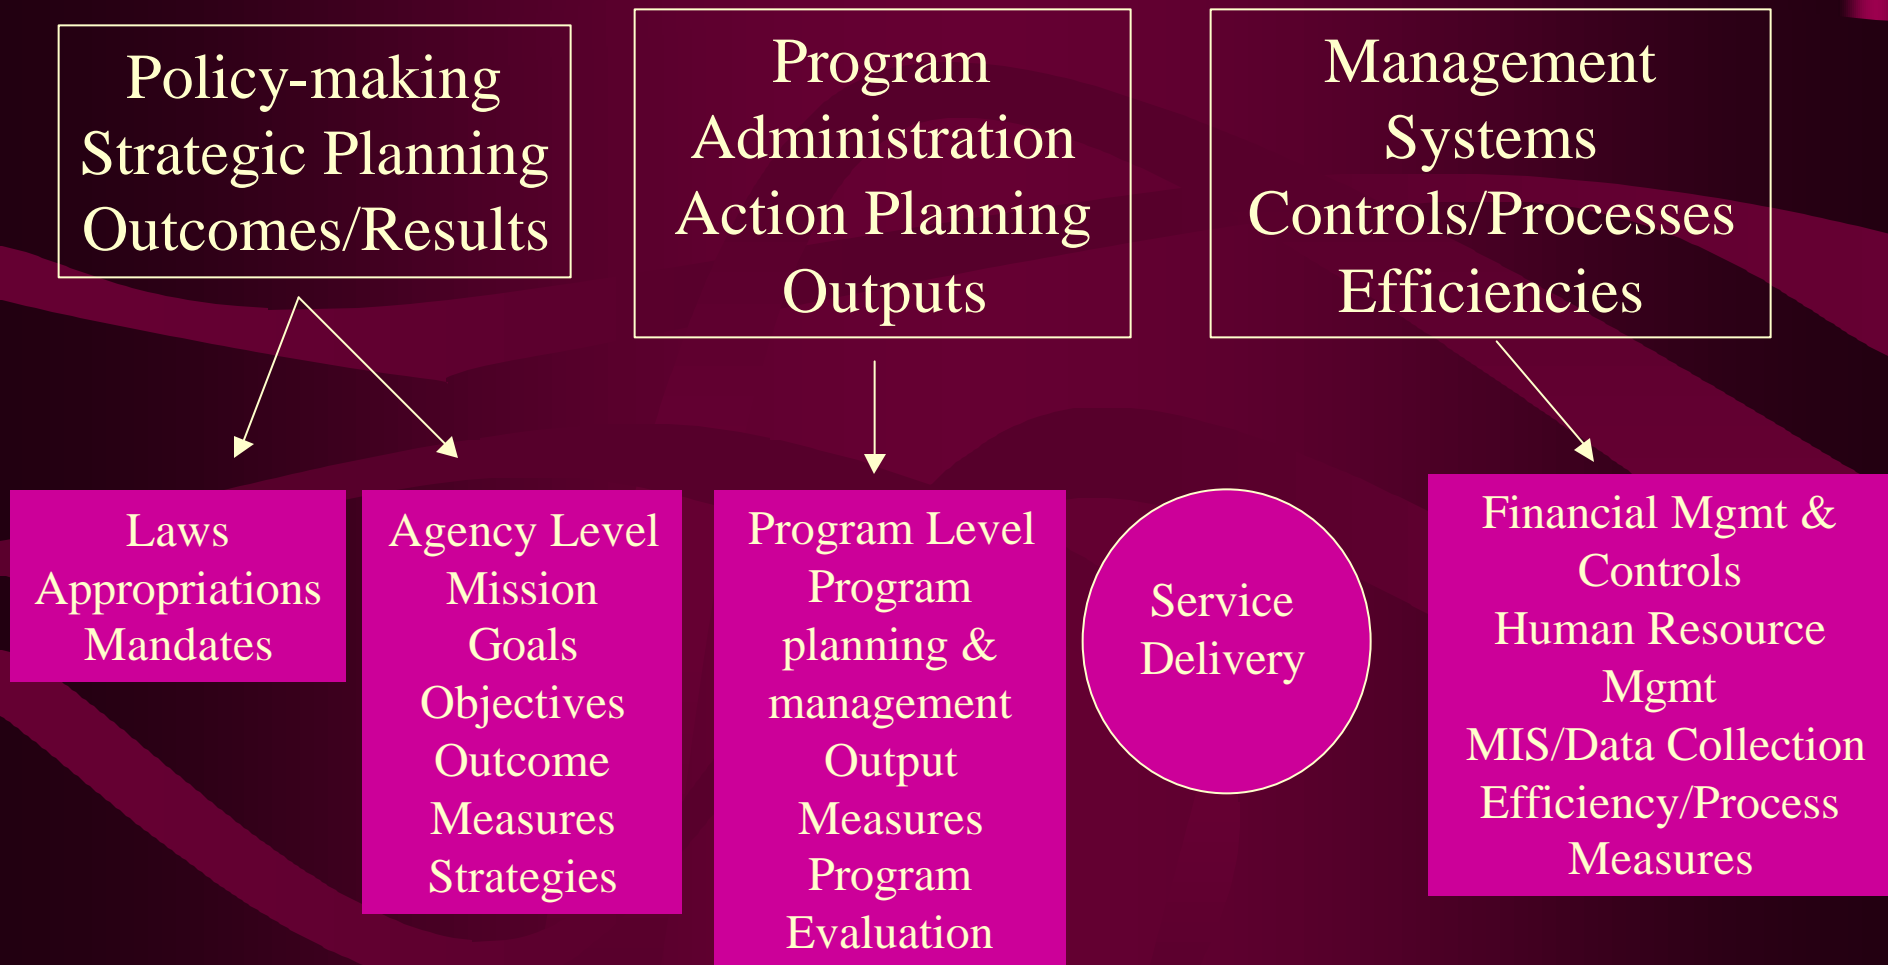 Policy-making
Strategic Planning
Outcomes/Results
Program
Administration
Action Planning
Outputs
Management
Systems
Controls/Processes
Efficiencies
Laws
Appropriations
Mandates
Agency Level
Mission
Goals
Objectives
Outcome
Measures
Strategies
Program Level
Program
planning &
management
Output
Measures
Program
Evaluation
Service
Delivery
Financial Mgmt &
Controls
Human Resource
Mgmt
MIS/Data Collection
Efficiency/Process
Measures